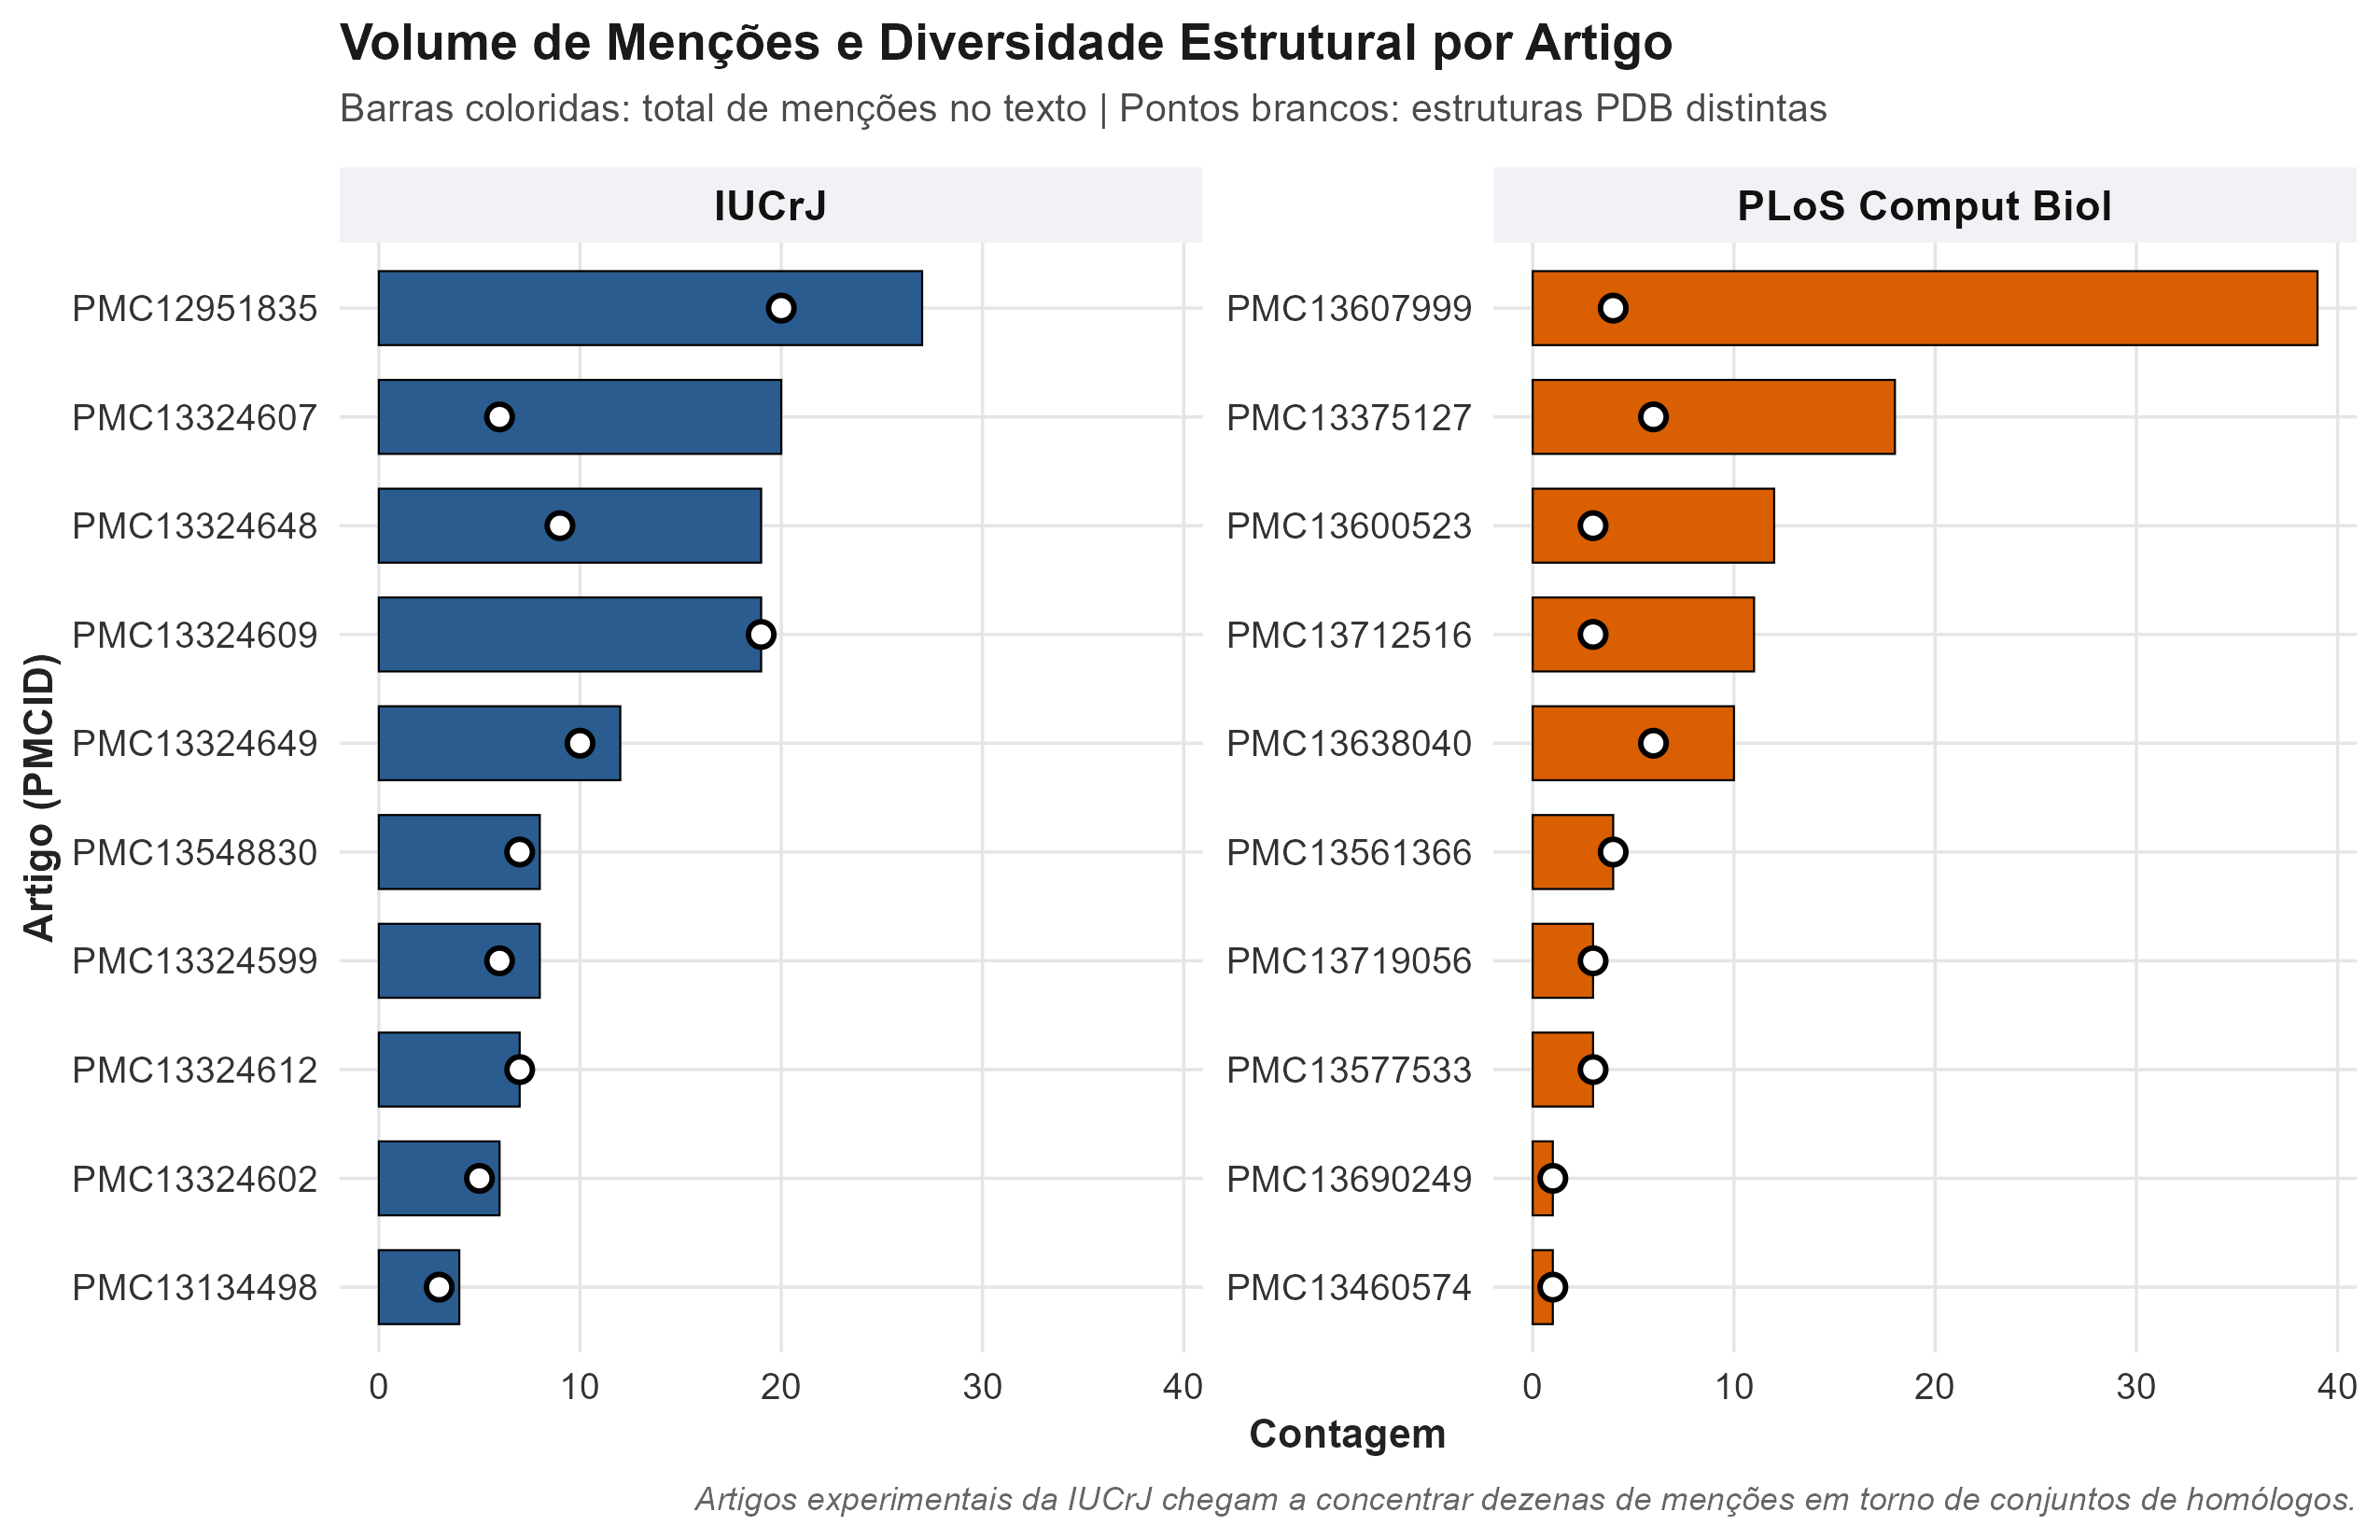 Volume de Menções e Diversidade Estrutural por Artigo
Barras coloridas: total de menções no texto | Pontos brancos: estruturas PDB distintas
IUCrJ
PLoS Comput Biol
Artigo (PMCID)
PMC12951835
PMC13324607
PMC13324648
PMC13324609
PMC13324649
PMC13548830
PMC13324599
PMC13324612
PMC13324602
PMC13134498
PMC13607999
PMC13375127
PMC13600523
PMC13712516
PMC13638040
PMC13561366
PMC13719056
PMC13577533
PMC13690249
PMC13460574
0 10 20 30 40
0 10 20 30 40
Contagem
Artigos experimentais da IUCrJ chegam a concentrar dezenas de menções em torno de conjuntos de homólogos.